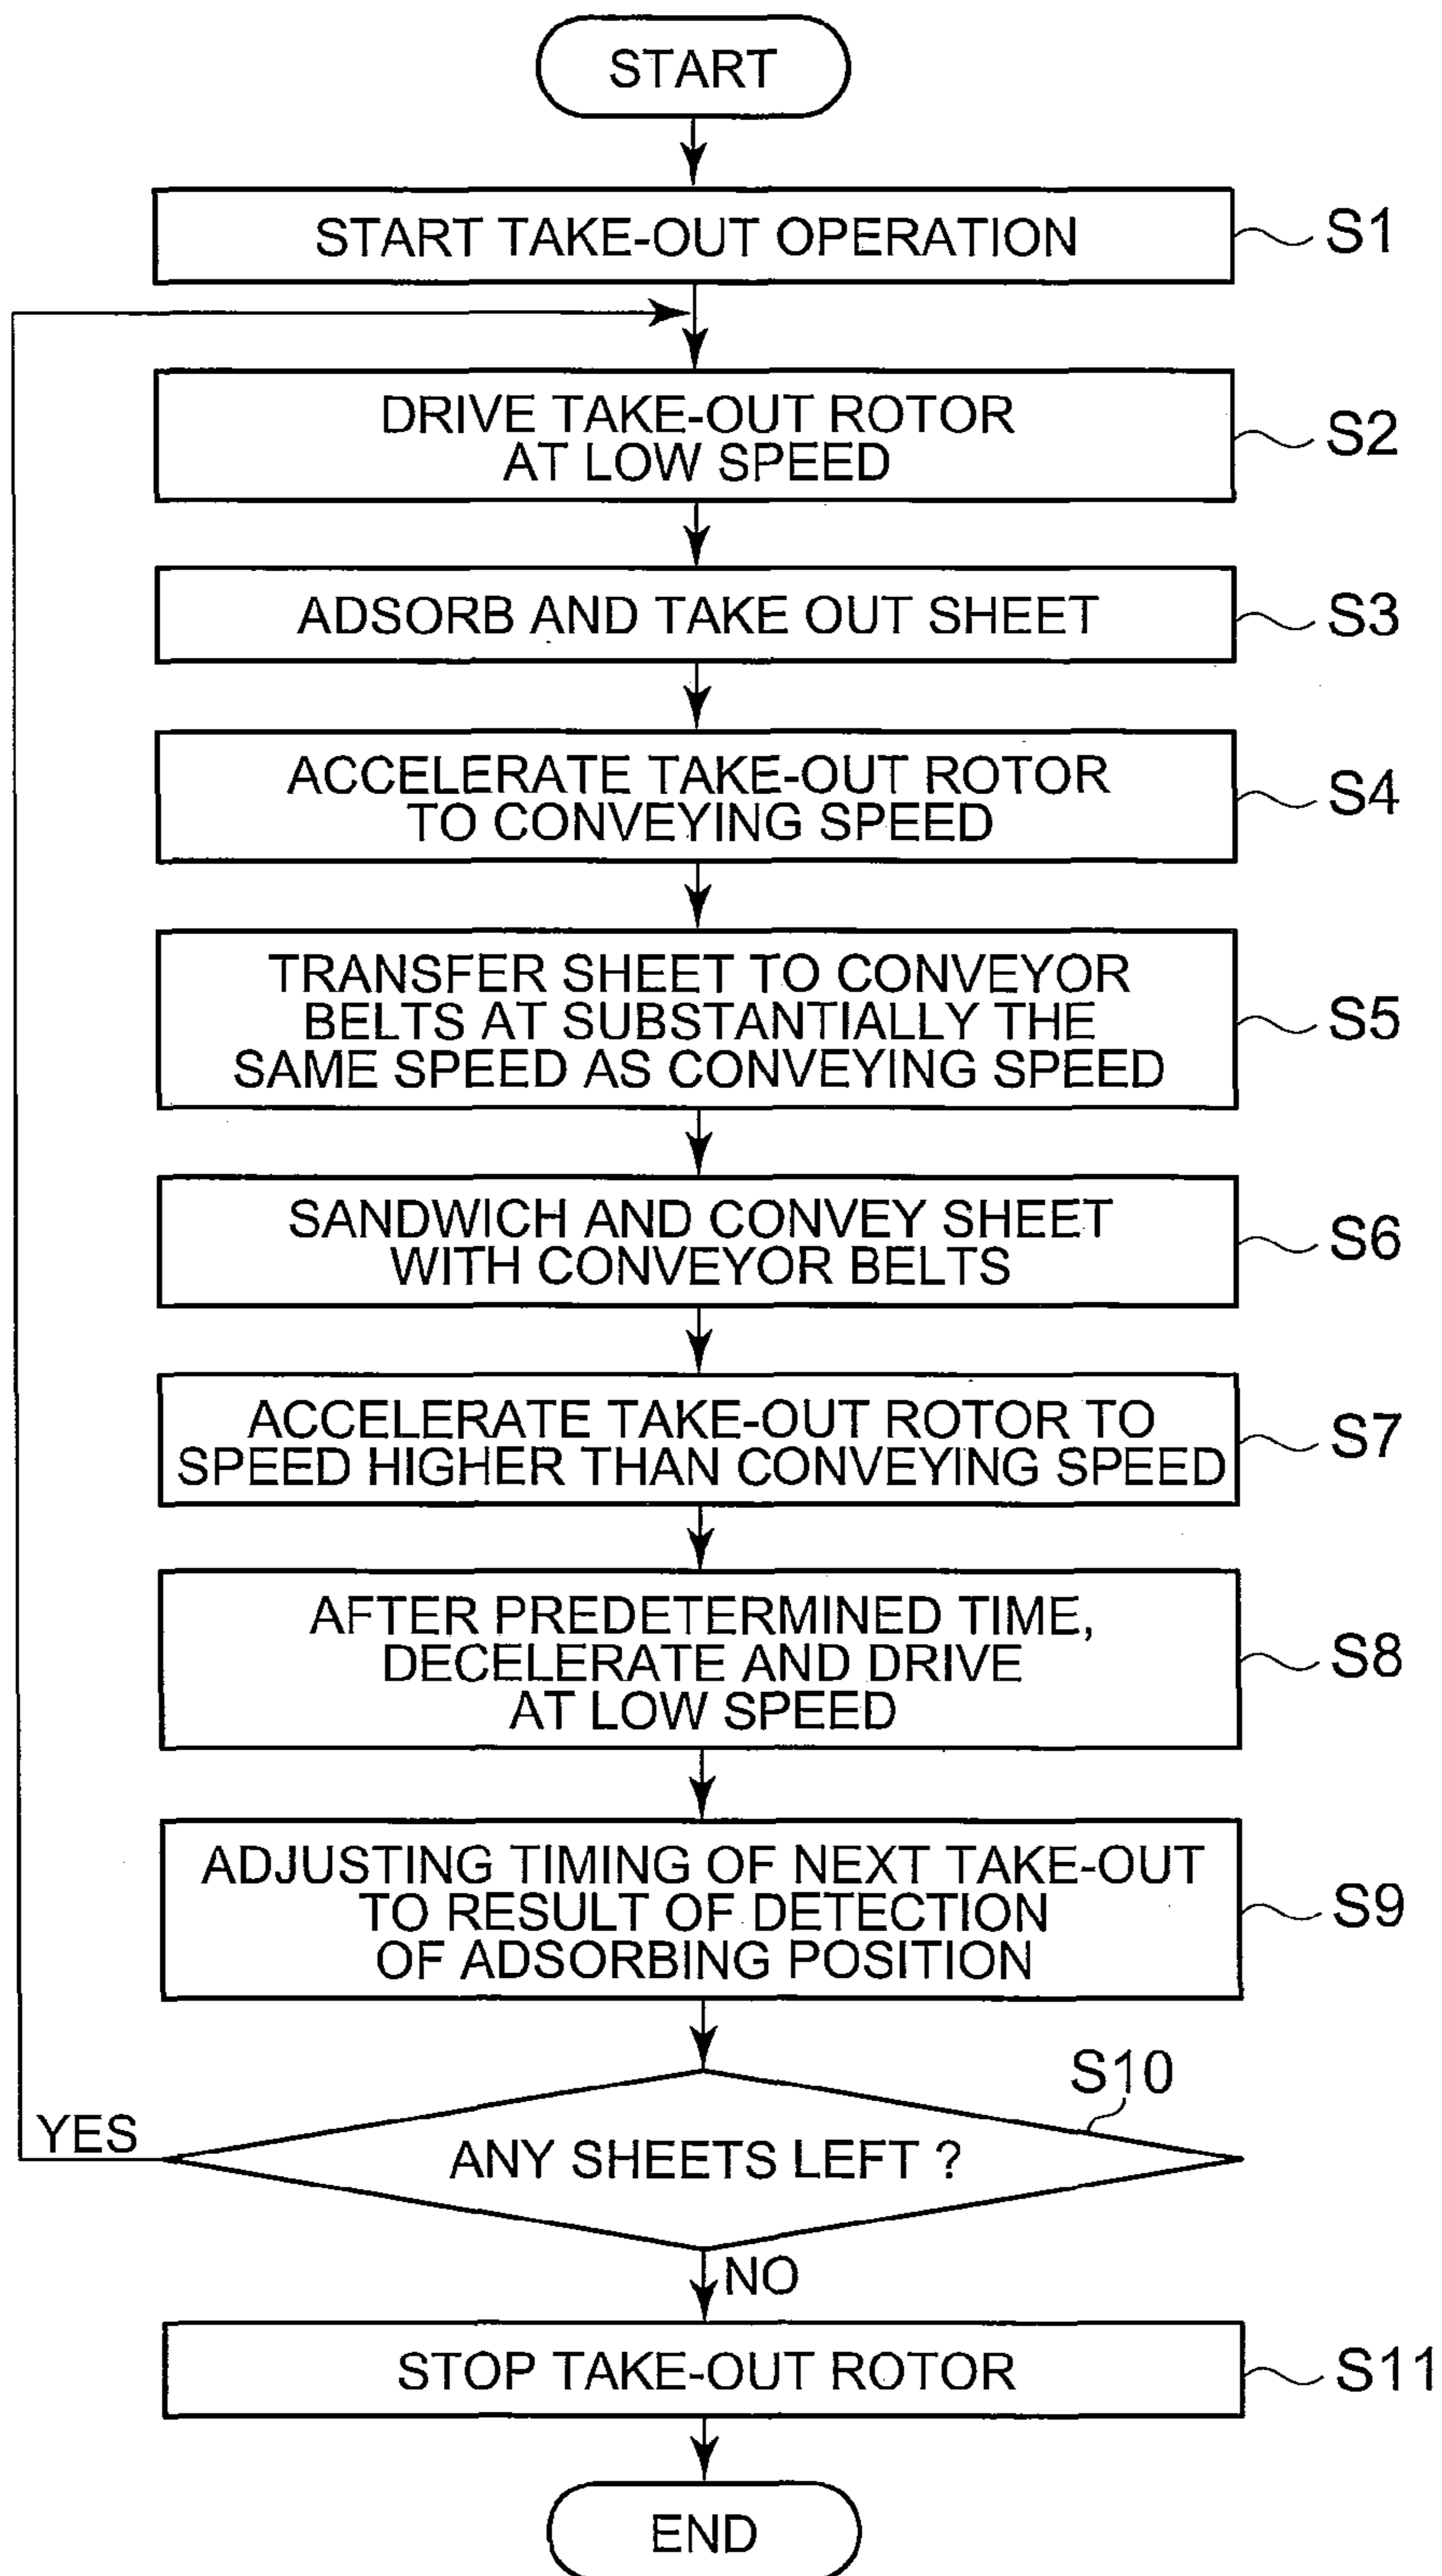 START
START TAKE-OUT OPERATION
S1
DRIVE TAKE-OUT ROTOR
AT LOW SPEED
S2
ADSORB AND TAKE OUT SHEET
S3
ACCELERATE TAKE-OUT ROTOR
TO CONVEYING SPEED
S4
TRANSFER SHEET TO CONVEYOR
BELTS AT SUBSTANTIALLY THE
SAME SPEED AS CONVEYING SPEED
S5
SANDWICH AND CONVEY SHEET
WITH CONVEYOR BELTS
S6
ACCELERATE TAKE-OUT ROTOR TO
SPEED HIGHER THAN CONVEYING SPEED
S7
AFTER PREDETERMINED TIME,
DECELERATE AND DRIVE
AT LOW SPEED
S8
ADJUSTING TIMING OF NEXT TAKE-OUT
TO RESULT OF DETECTION
OF ADSORBING POSITION
S9
S10
YES
ANY SHEETS LEFT ?
NO
STOP TAKE-OUT ROTOR
S11
END